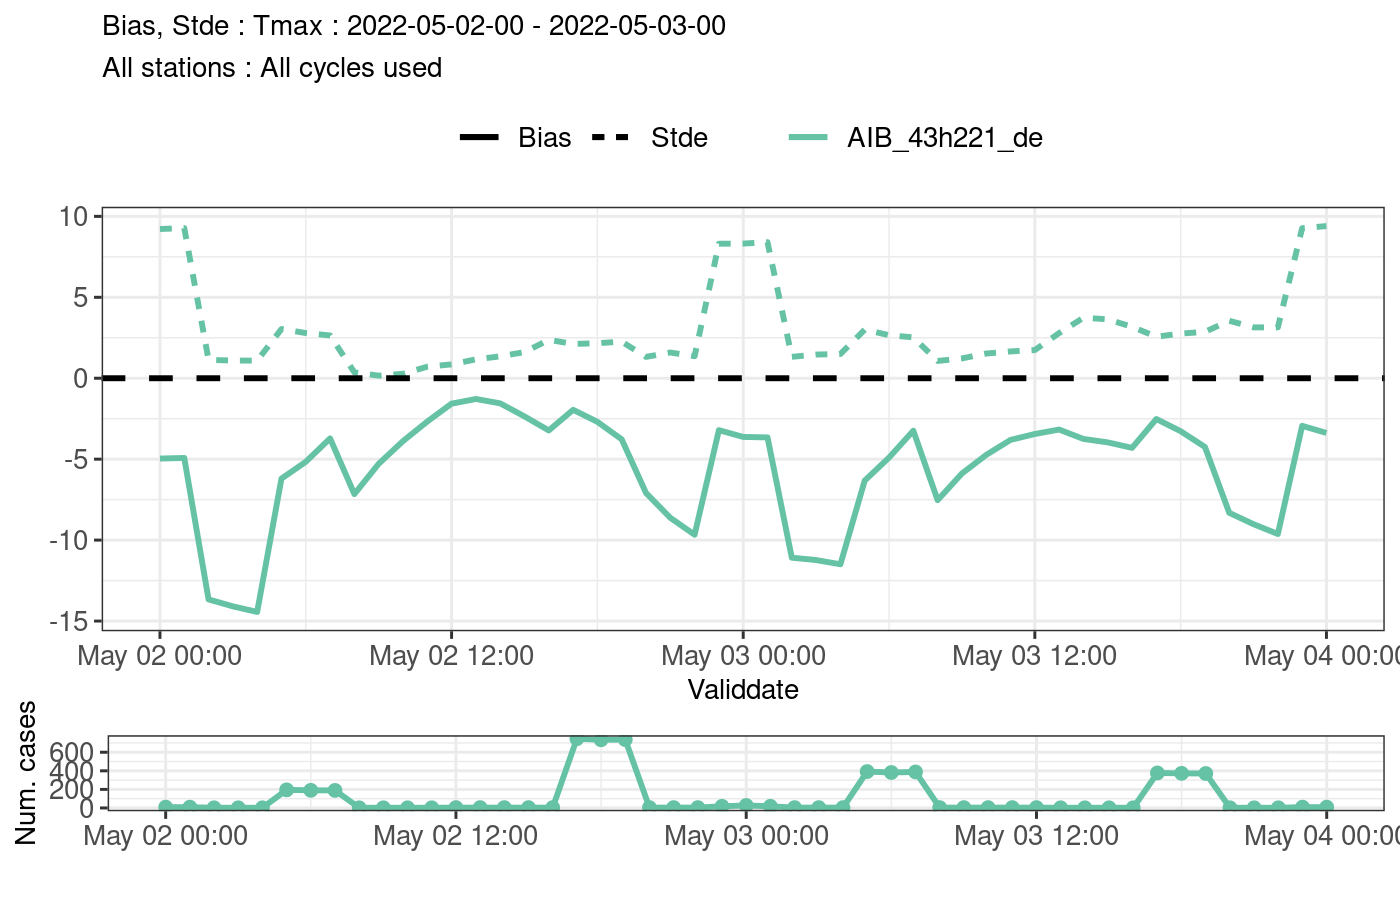 Bias, Stde : Tmax : 2022-05-02-00 - 2022-05-03-00
All stations : All cycles used
Bias Stde AIB_43h221_de
10
5
0
-5
-10
-15
May 02 00:00 May 02 12:00 May 03 00:00 May 03 12:00 May 04 00:00
Validdate
Num. cases
600
400
200
0
May 02 00:00 May 02 12:00 May 03 00:00 May 03 12:00 May 04 00:00